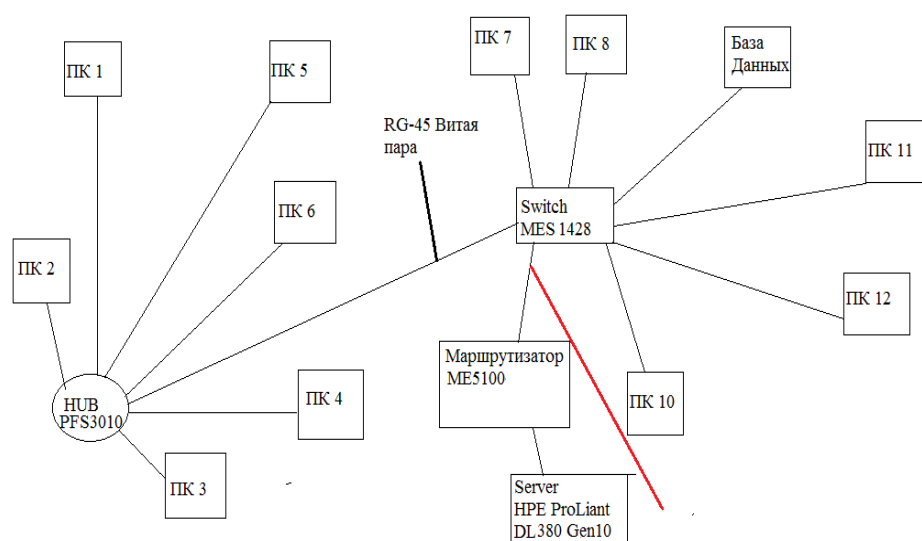 ПК 1
ПК 5
ПК 7
ПК 8
База
Данных
RG-45 Витая
пара
ПК 11
ПК 6
Switch
MES 1428
ПК 2
ПК 12
Маршрутизатор
ME5100
HUB
PFS3010
ПК 4
ПК 10
ПК 3
Server
HPE ProLiant
DL380 Gen10